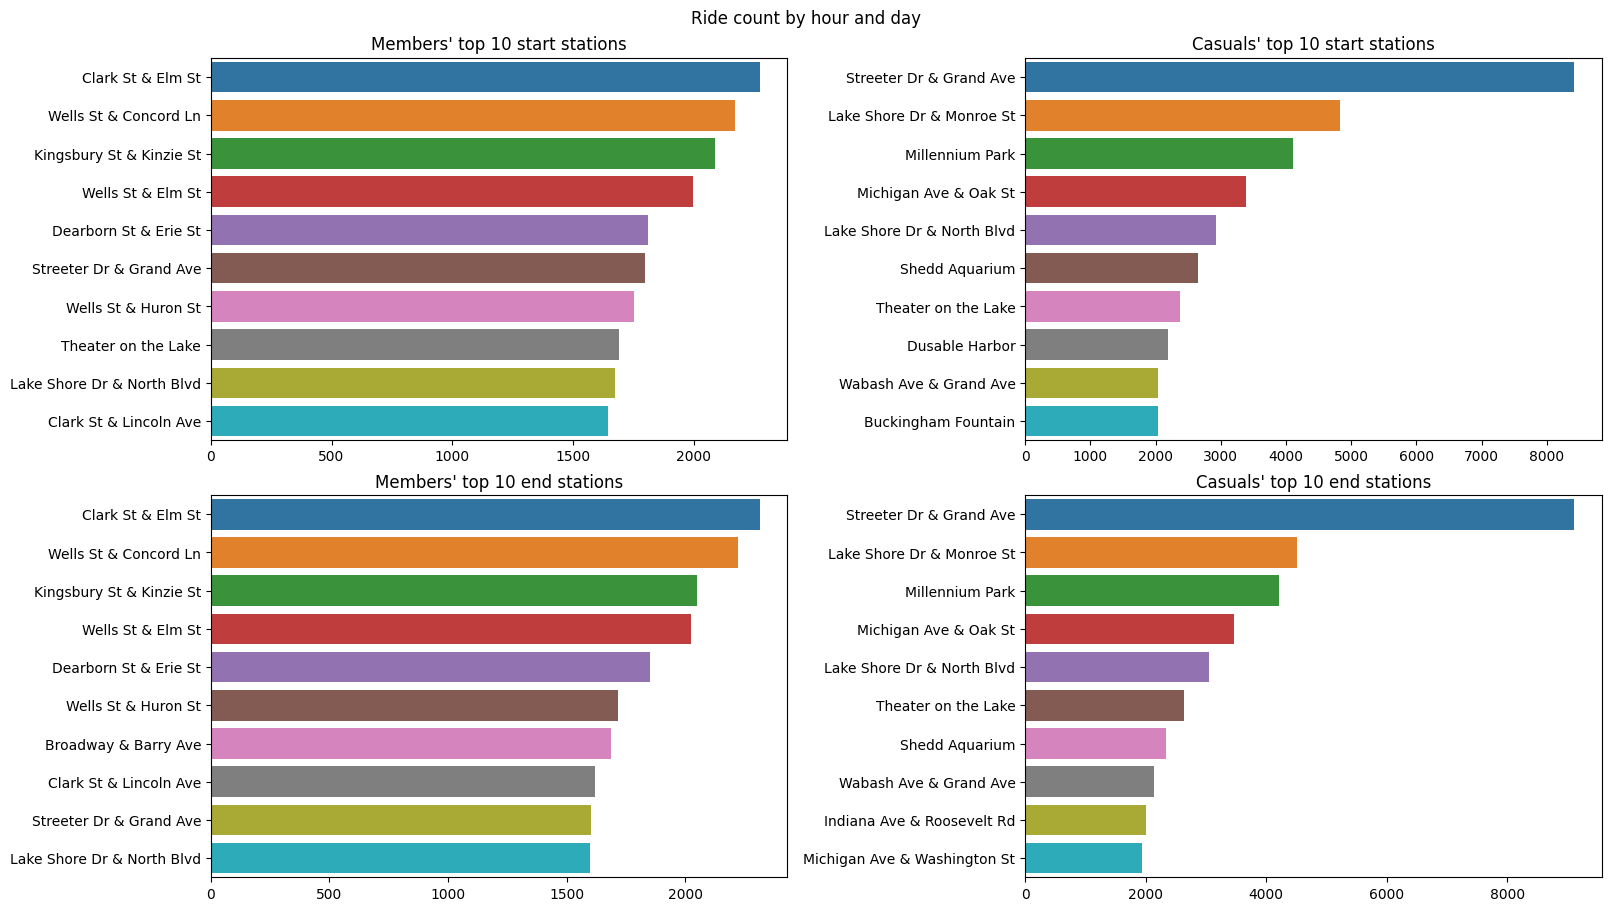 Ride count by hour and day
Members' top 10 start stations
Clark St & Elm St
Wells St & Concord Ln
Kingsbury St & Kinzie St
Wells St & Elm St
Dearborn St & Erie St
Streeter Dr & Grand Ave
Wells St & Huron St
Theater on the Lake
Lake Shore Dr & North Blvd
Clark St & Lincoln Ave
0 500 1000 1500 2000
Casuals' top 10 start stations
Streeter Dr & Grand Ave
Lake Shore Dr & Monroe St
Millennium Park
Michigan Ave & Oak St
Lake Shore Dr & North Blvd
Shedd Aquarium
Theater on the Lake
Dusable Harbor
Wabash Ave & Grand Ave
Buckingham Fountain
0 1000 2000 3000 4000 5000 6000 7000 8000
Members' top 10 end stations
Clark St & Elm St
Wells St & Concord Ln
Kingsbury St & Kinzie St
Wells St & Elm St
Dearborn St & Erie St
Wells St & Huron St
Broadway & Barry Ave
Clark St & Lincoln Ave
Streeter Dr & Grand Ave
Lake Shore Dr & North Blvd
0 500 1000 1500 2000
Casuals' top 10 end stations
Streeter Dr & Grand Ave
Lake Shore Dr & Monroe St
Millennium Park
Michigan Ave & Oak St
Lake Shore Dr & North Blvd
Theater on the Lake
Shedd Aquarium
Wabash Ave & Grand Ave
Indiana Ave & Roosevelt Rd
Michigan Ave & Washington St
0 2000 4000 6000 8000